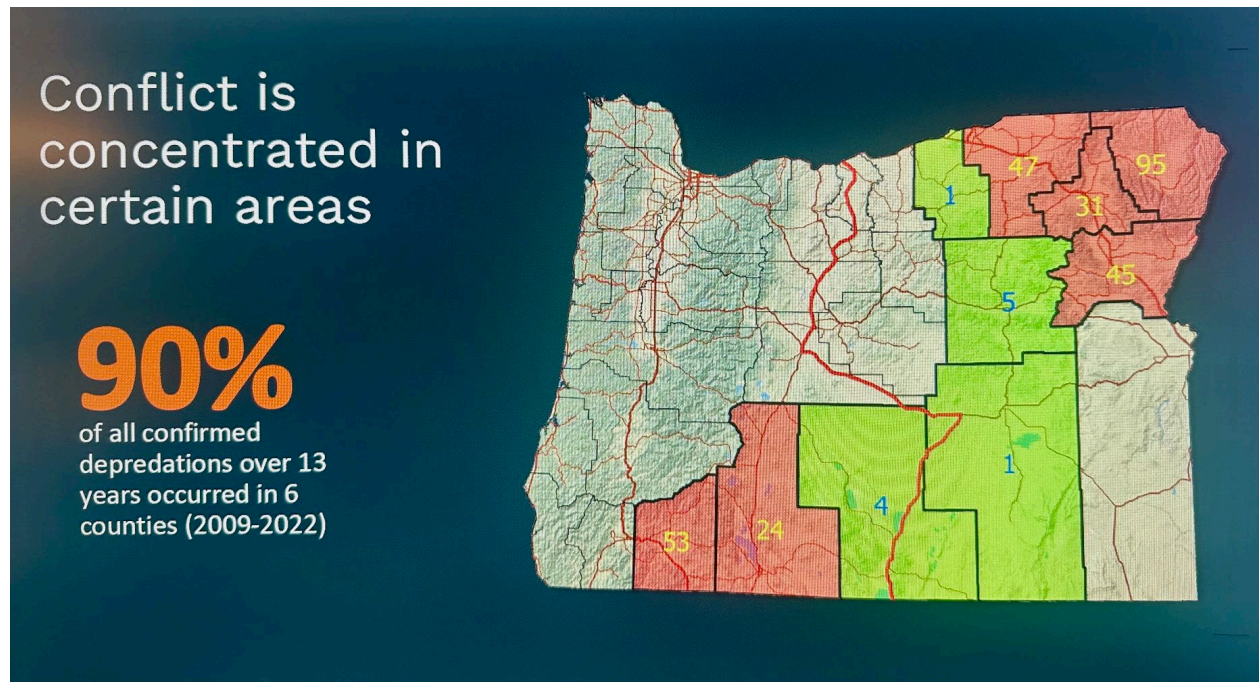 Conflict is
concentrated in
certain areas
90%
of all confirmed
depredations over 13
years occurred in 6
counties (2009-2022)
47
95
1
31
45
5
1
4
24
53